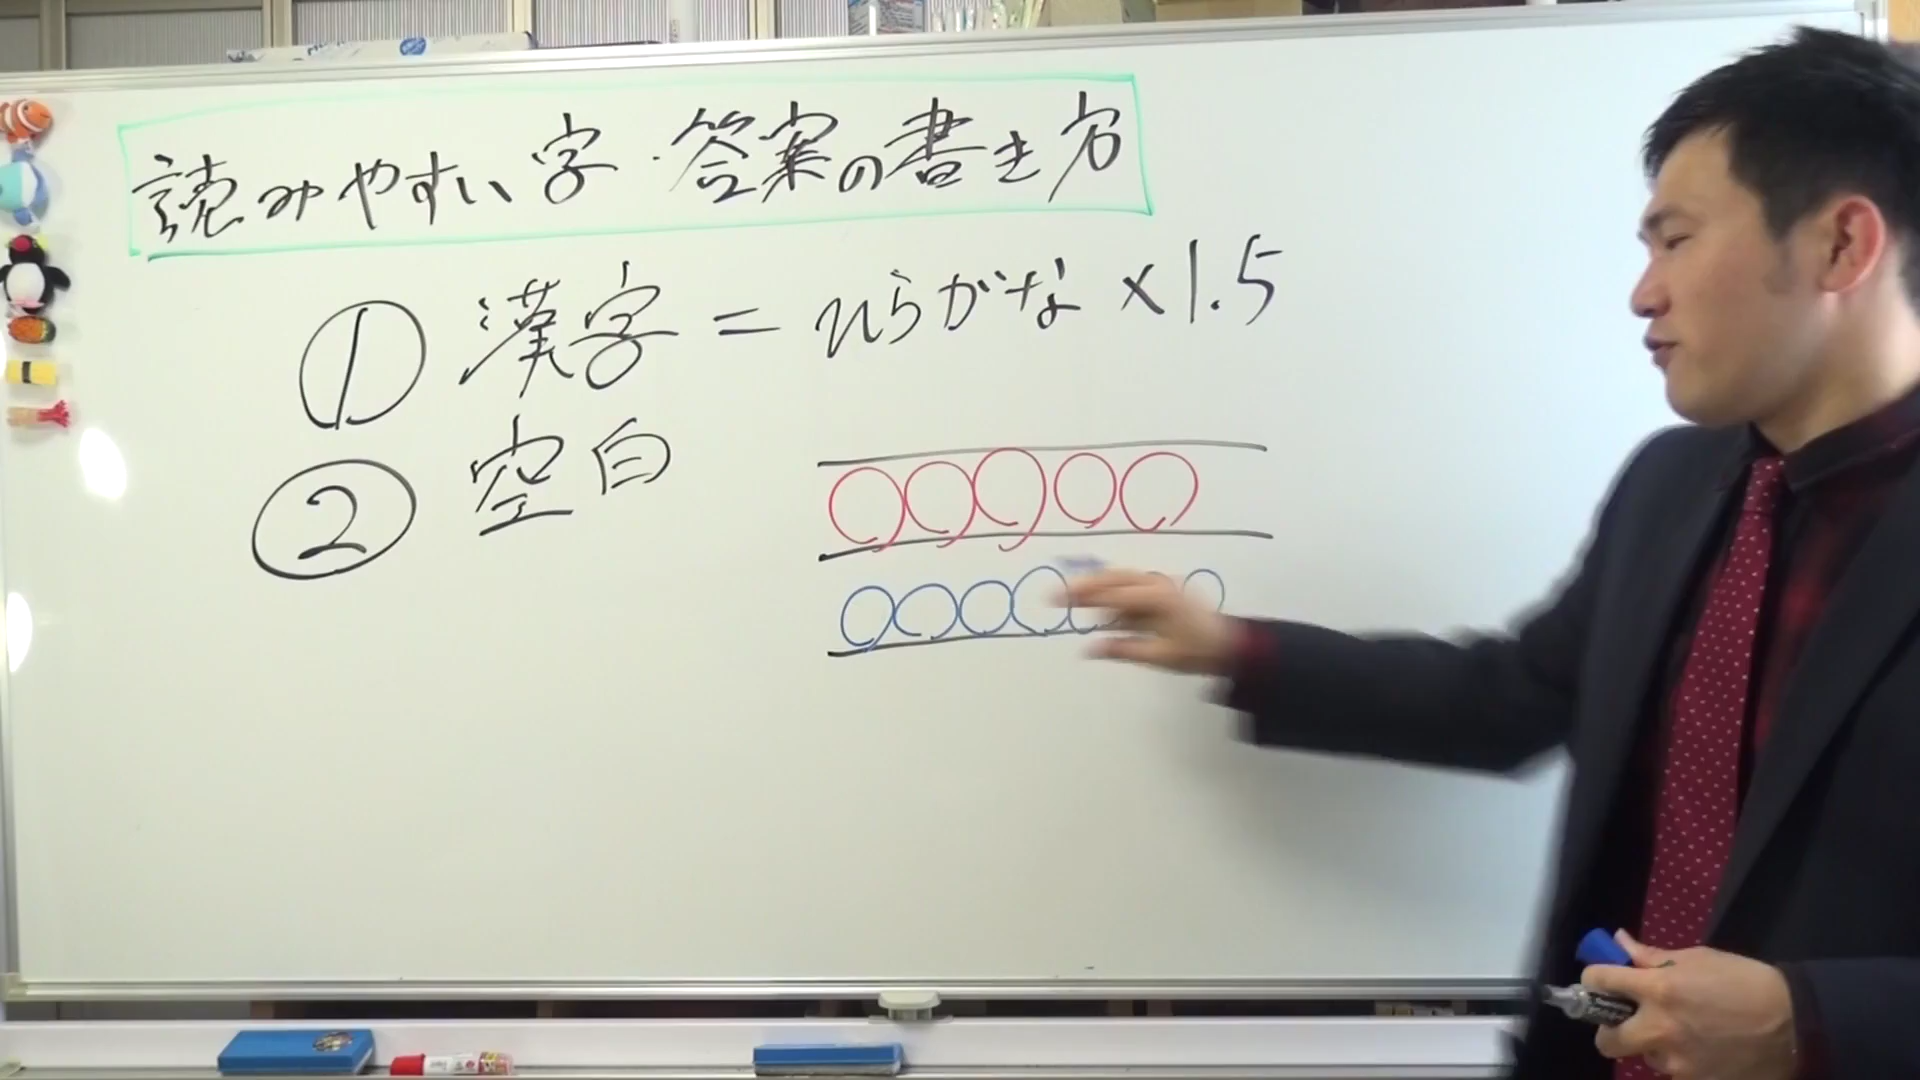 読みやすい字・答案の書き方
① 漢字 = ひらがな × 1.5
② 空白